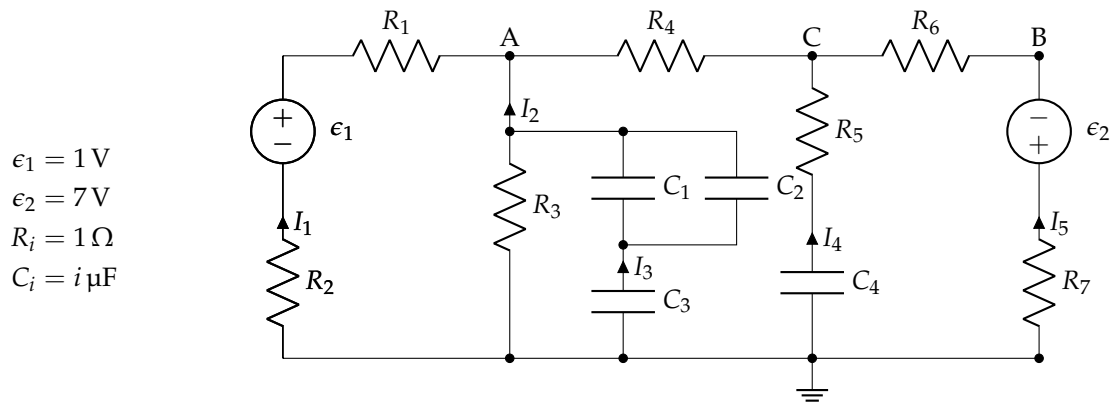 R₁ A R₄ C R₆ B
+ − ϵ₁ I₂ R₅ − + ϵ₂
ϵ₁ = 1 V
ϵ₂ = 7 V
Rᵢ = 1 Ω
Cᵢ = i µF
R₃ C₁ C₂
I₁ I₃ I₄ I₅
R₂ C₃ C₄ R₇